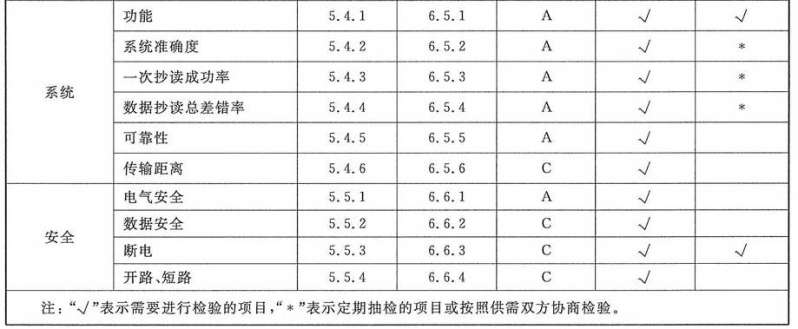 功能 5.4.1 6.5.1 A √ √
系统准确度 5.4.2 6.5.2 A √ *
一次抄读成功率 5.4.3 6.5.3 A √ *
系统
数据抄读总差错率 5.4.4 6.5.4 A √ *
可靠性 5.4.5 6.5.5 A √
传输距离 5.4.6 6.5.6 C √
电气安全 5.5.1 6.6.1 A √
数据安全 5.5.2 6.6.2 C √
安全
断电 5.5.3 6.6.3 C √ √
开路、短路 5.5.4 6.6.4 C √
注：“√”表示需要进行检验的项目，“*”表示定期抽检的项目或按照供需双方协商检验。